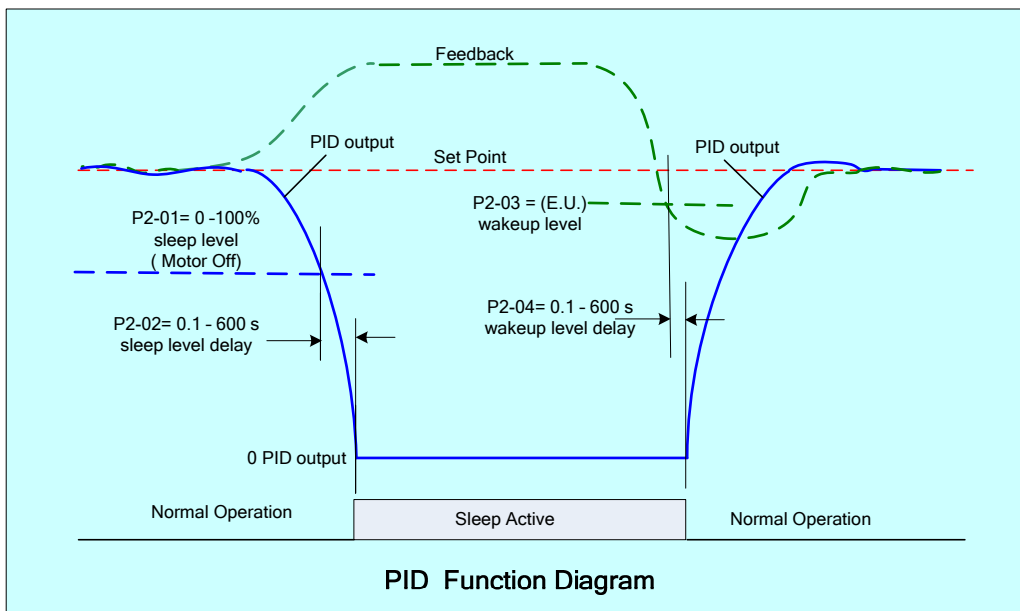 Feedback
PID output
Set Point
PID output
P2-01= 0 -100%
sleep level
( Motor Off)
P2-03 = (E.U.)
wakeup level
P2-02= 0.1 - 600 s
sleep level delay
P2-04= 0.1 - 600 s
wakeup level delay
0 PID output
Normal Operation
Sleep Active
Normal Operation
PID Function Diagram